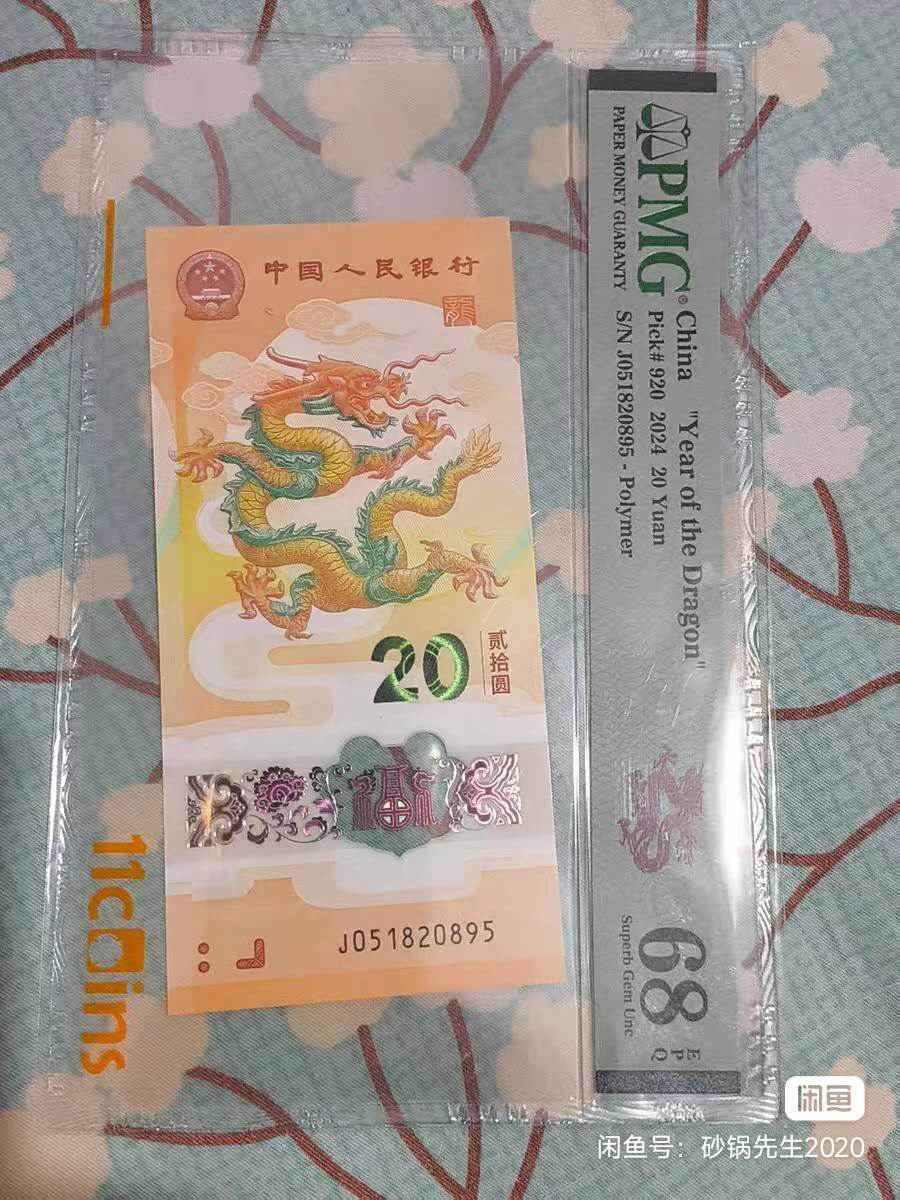 中国人民银行
龍
20
贰拾圆
福
J051820895
PMG®
PAPER MONEY GUARANTY
China "Year of the Dragon"
Pick# 920 2024 20 Yuan
S/N J051820895 - Polymer
68
EPQ
Superb Gem Unc
11coins
闲鱼
闲鱼号：砂锅先生2020